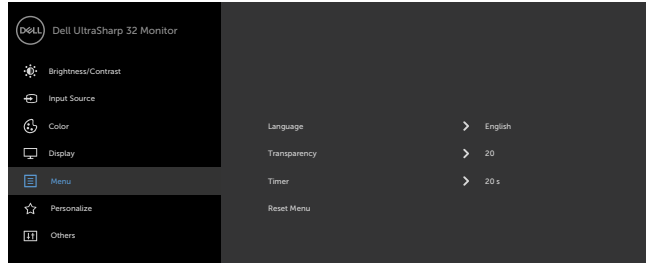 DELL Dell UltraSharp 32 Monitor
Brightness/Contrast
Input Source
Color
Display
Menu
Personalize
Others
Language English
Transparency 20
Timer 20 s
Reset Menu